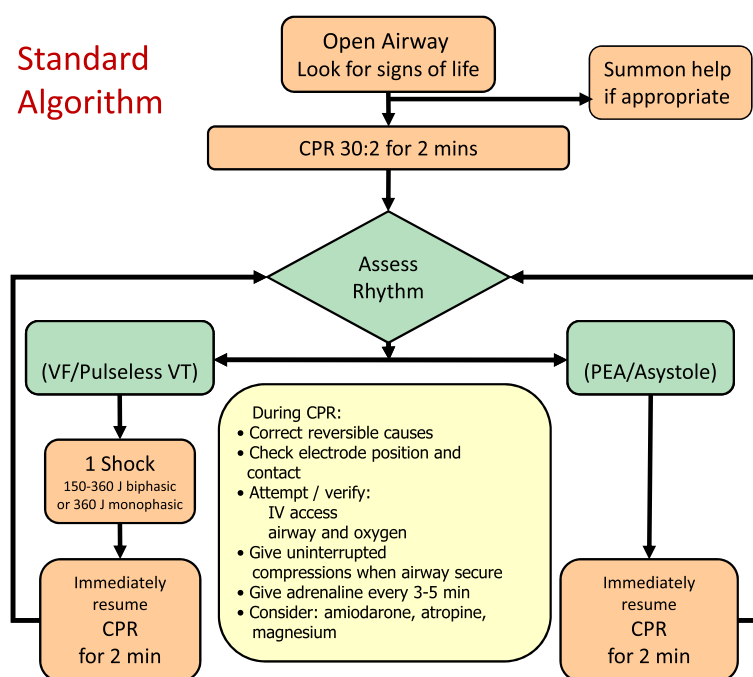 Standard
Algorithm
Open Airway
Look for signs of life
Summon help
if appropriate
CPR 30:2 for 2 mins
Assess
Rhythm
(VF/Pulseless VT)
(PEA/Asystole)
1 Shock
150-360 J biphasic
or 360 J monophasic
Immediately
resume
CPR
for 2 min
During CPR:
• Correct reversible causes
• Check electrode position and
contact
• Attempt / verify:
IV access
airway and oxygen
• Give uninterrupted
compressions when airway secure
• Give adrenaline every 3-5 min
• Consider: amiodarone, atropine,
magnesium
Immediately
resume
CPR
for 2 min